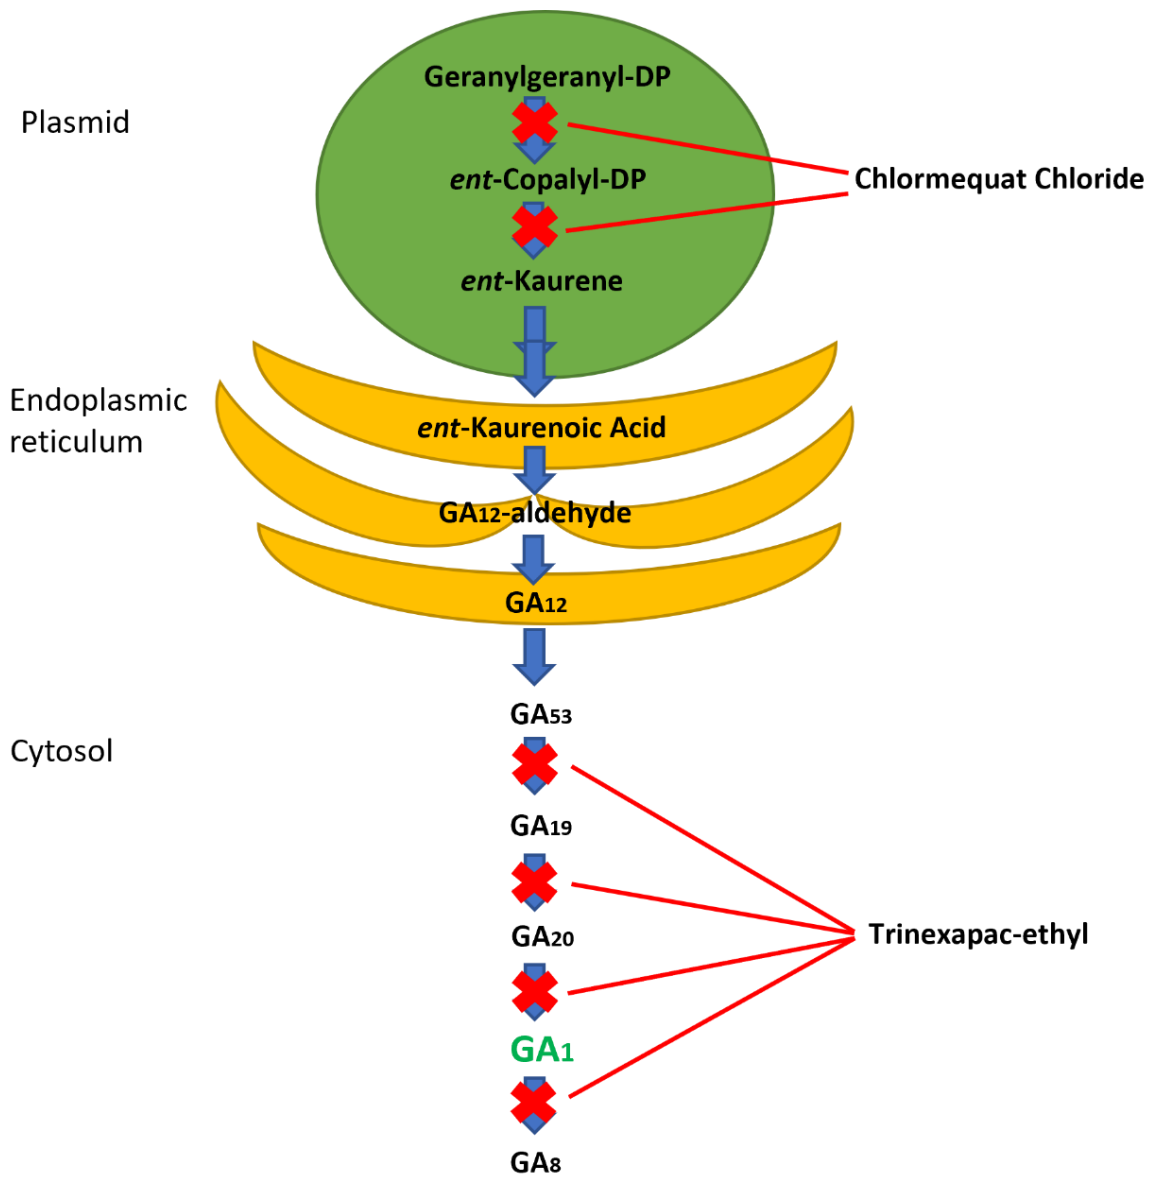 Geranylgeranyl-DP
Plasmid
ent-Copalyl-DP
Chlormequat Chloride
ent-Kaurene
Endoplasmic
reticulum
ent-Kaurenoic Acid
GA12-aldehyde
GA12
GA53
Cytosol
GA19
GA20
Trinexapac-ethyl
GA1
GA8